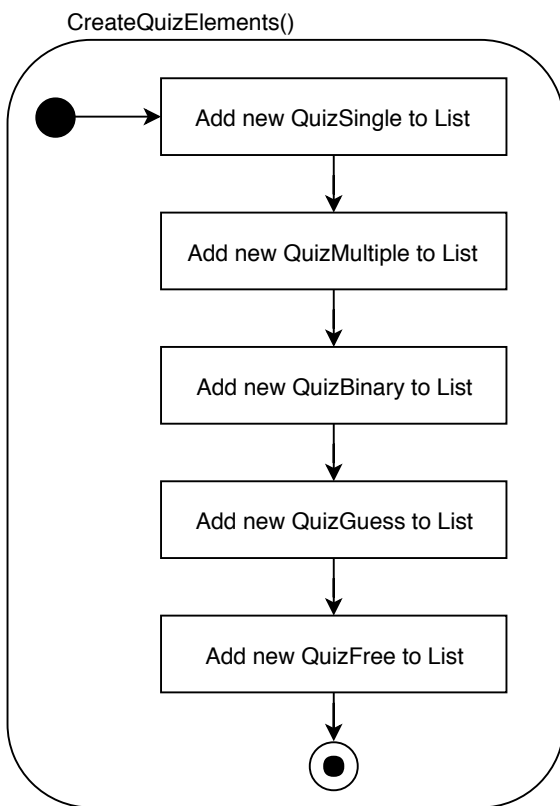 CreateQuizElements()
Add new QuizSingle to List
Add new QuizMultiple to List
Add new QuizBinary to List
Add new QuizGuess to List
Add new QuizFree to List